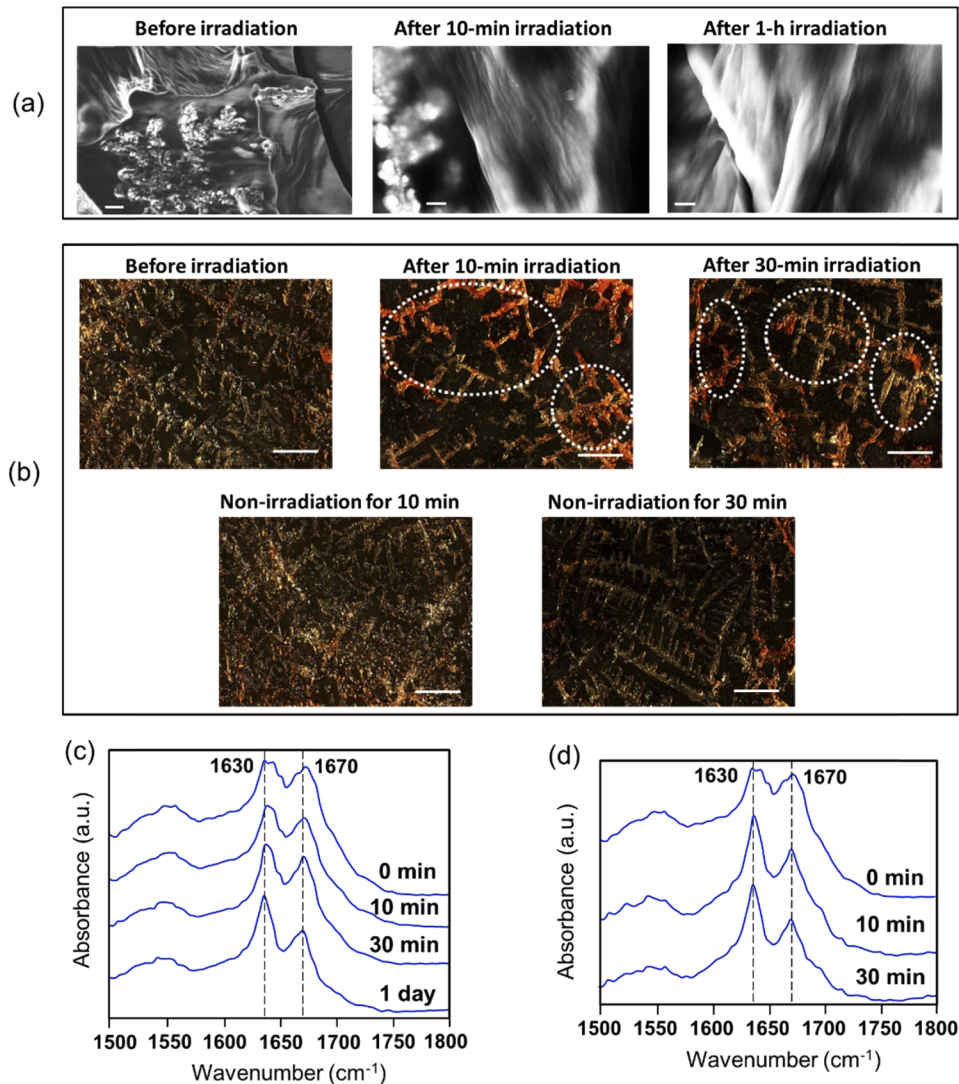 (a)
Before irradiation
After 10-min irradiation
After 1-h irradiation
(b)
Before irradiation
After 10-min irradiation
After 30-min irradiation
Non-irradiation for 10 min
Non-irradiation for 30 min
(c)
1630
1670
0 min
10 min
30 min
1 day
Absorbance (a.u.)
1500 1550 1600 1650 1700 1750 1800
Wavenumber (cm⁻¹)
(d)
1630
1670
0 min
10 min
30 min
Absorbance (a.u.)
1500 1550 1600 1650 1700 1750 1800
Wavenumber (cm⁻¹)